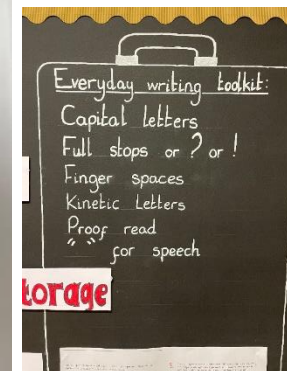 Everyday writing toolkit:
Capital letters
Full stops or ? or !
Finger spaces
Kinetic Letters
Proof read
“ ” for speech
torage